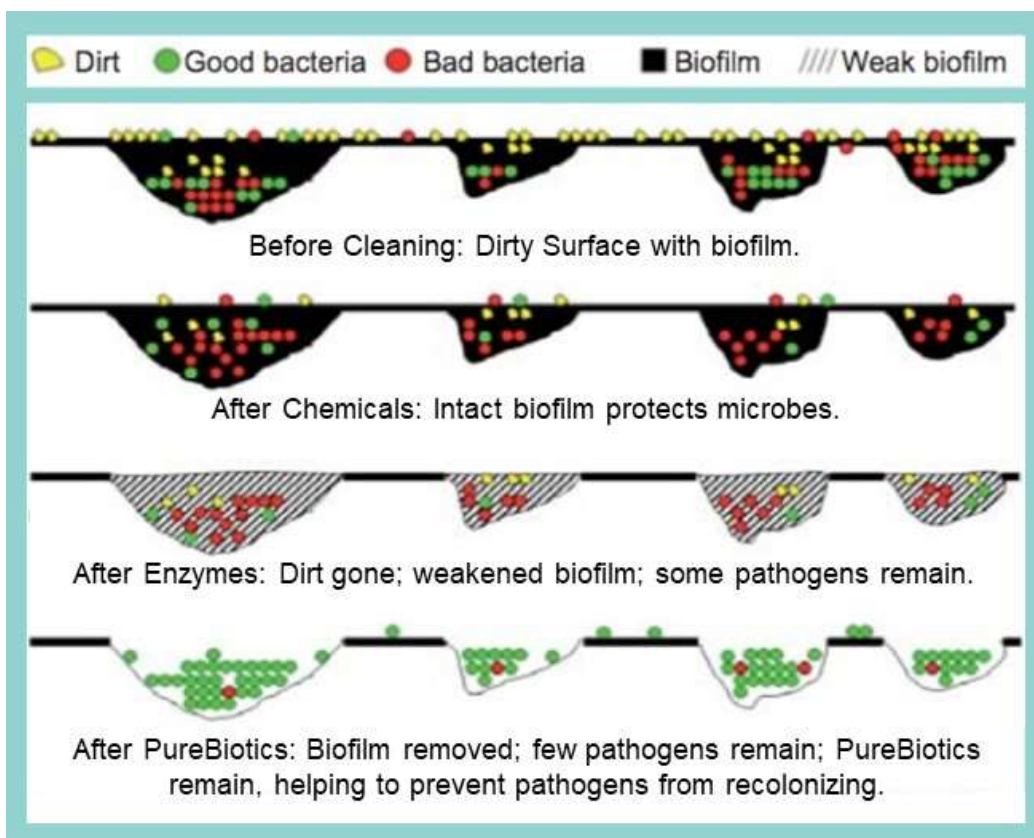 Dirt Good bacteria Bad bacteria Biofilm Weak biofilm
Before Cleaning: Dirty Surface with biofilm.
After Chemicals: Intact biofilm protects microbes.
After Enzymes: Dirt gone; weakened biofilm; some pathogens remain.
After PureBiotics: Biofilm removed; few pathogens remain; PureBiotics
remain, helping to prevent pathogens from recolonizing.